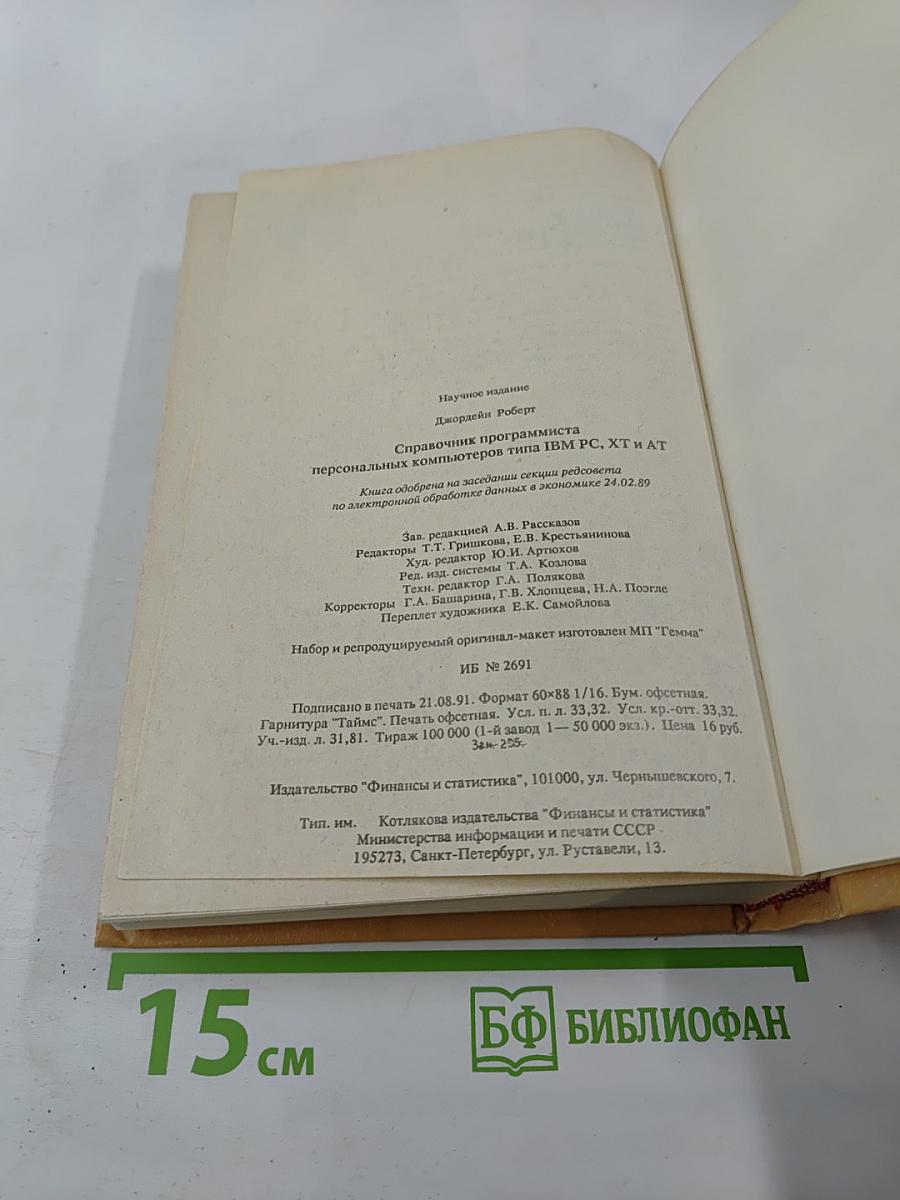 Научное издание
Джордейн Роберт
Справочник программиста
персональных компьютеров типа IBM PC, XT и AT
Книга одобрена на заседании секции редсовета
по электронной обработке данных в экономике 24.02.89
Зав. редакцией А.В. Рассказов
Редакторы Т.Т. Гришкова, Е.В. Крестьянинова
Худ. редактор Ю.И. Артюхов
Ред. изд. системы Т.А. Козлова
Техн. редактор Г.А. Полякова
Корректоры Г.А. Башарина, Г.В. Хлопцева, Н.А. Поэгле
Переплет художника Е.К. Самойлова
Набор и репродуцируемый оригинал-макет изготовлен МП "Гемма"
ИБ № 2691
Подписано в печать 21.08.91. Формат 60×88 1/16. Бум. офсетная.
Гарнитура "Таймс". Печать офсетная. Усл. п. л. 33,32. Усл. кр.-отт. 33,32.
Уч.-изд. л. 31,81. Тираж 100 000 (1-й завод 1— 50 000 экз.). Цена 16 руб.
Зак. 295.
Издательство "Финансы и статистика", 101000, ул. Чернышевского, 7.
Тип. им. Котлякова издательства "Финансы и статистика"
Министерства информации и печати СССР
195273, Санкт-Петербург, ул. Руставели, 13.
15 см
БФ БИБЛИОФАН